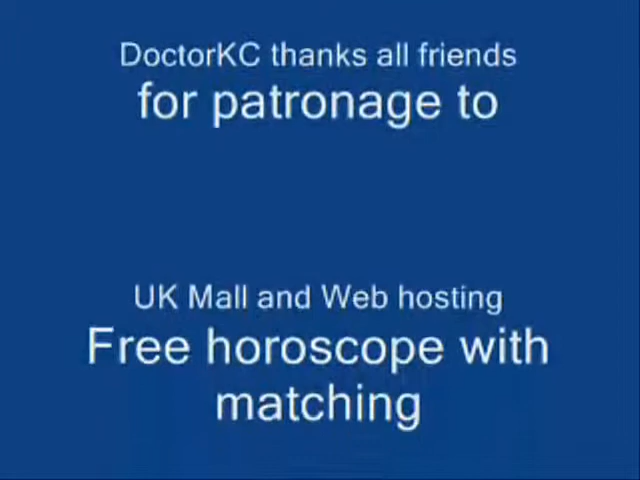 DoctorKC thanks all friends
for patronage to
UK Mall and Web hosting
Free horoscope with
matching